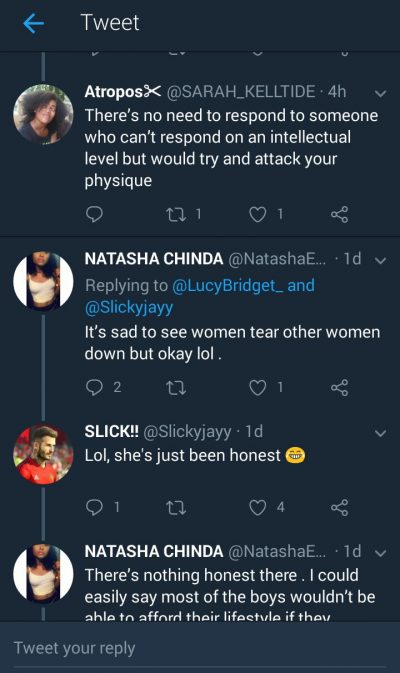 Tweet
Atropos✂ @SARAH_KELLTIDE · 4h
There's no need to respond to someone
who can't respond on an intellectual
level but would try and attack your
physique
1 1
NATASHA CHINDA @NatashaE... · 1d
Replying to @LucyBridget_ and
@Slickyjayy
It's sad to see women tear other women
down but okay lol .
2 1
SLICK!! @Slickyjayy · 1d
Lol, she's just been honest 😁
1 4
NATASHA CHINDA @NatashaE... · 1d
There's nothing honest there . I could
easily say most of the boys wouldn't be
able to afford their lifestyle if they
Tweet your reply